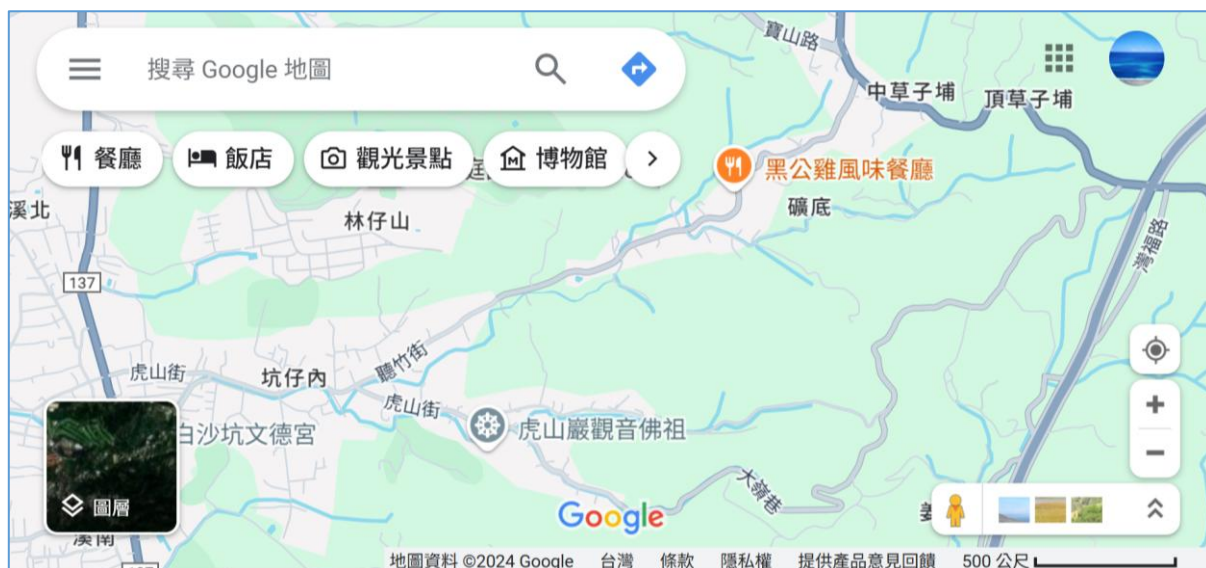 寶山路
搜尋 Google 地圖
中草子埔
頂草子埔
餐廳
飯店
觀光景點
博物館
黑公雞風味餐廳
溪北
林仔山
礦底
灣福路
137
聽竹街
虎山街
坑仔內
虎山街
白沙坑文德宮
虎山巖觀音佛祖
大嶺巷
圖層
Google
溪南
地圖資料 ©2024 Google 台灣 條款 隱私權 提供產品意見回饋 500 公尺